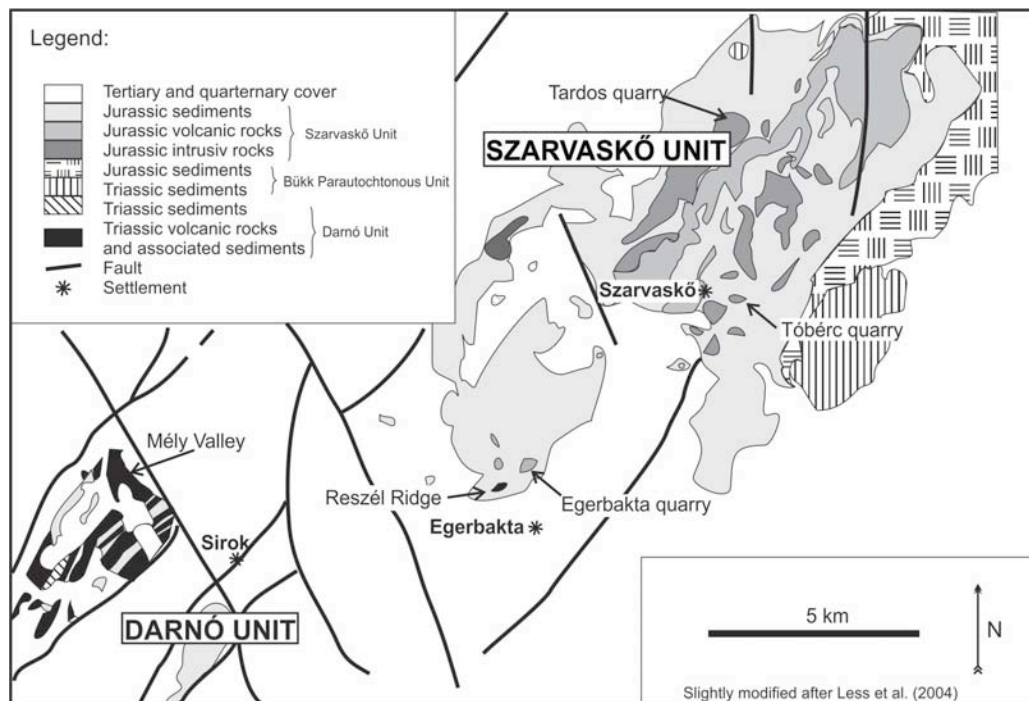 Legend:
Tertiary and quarternary cover
Jurassic sediments
Jurassic volcanic rocks
Jurassic intrusiv rocks
Szarvaskő Unit
Jurassic sediments
Triassic sediments
Bükk Parautochtonous Unit
Triassic sediments
Triassic volcanic rocks
and associated sediments
Darnó Unit
Fault
Settlement
Tardos quarry
SZARVASKŐ UNIT
Szarvaskő
Tóbérc quarry
Mély Valley
Reszél Ridge
Egerbakta quarry
Egerbakta
Sirok
DARNÓ UNIT
5 km
N
Slightly modified after Less et al. (2004)